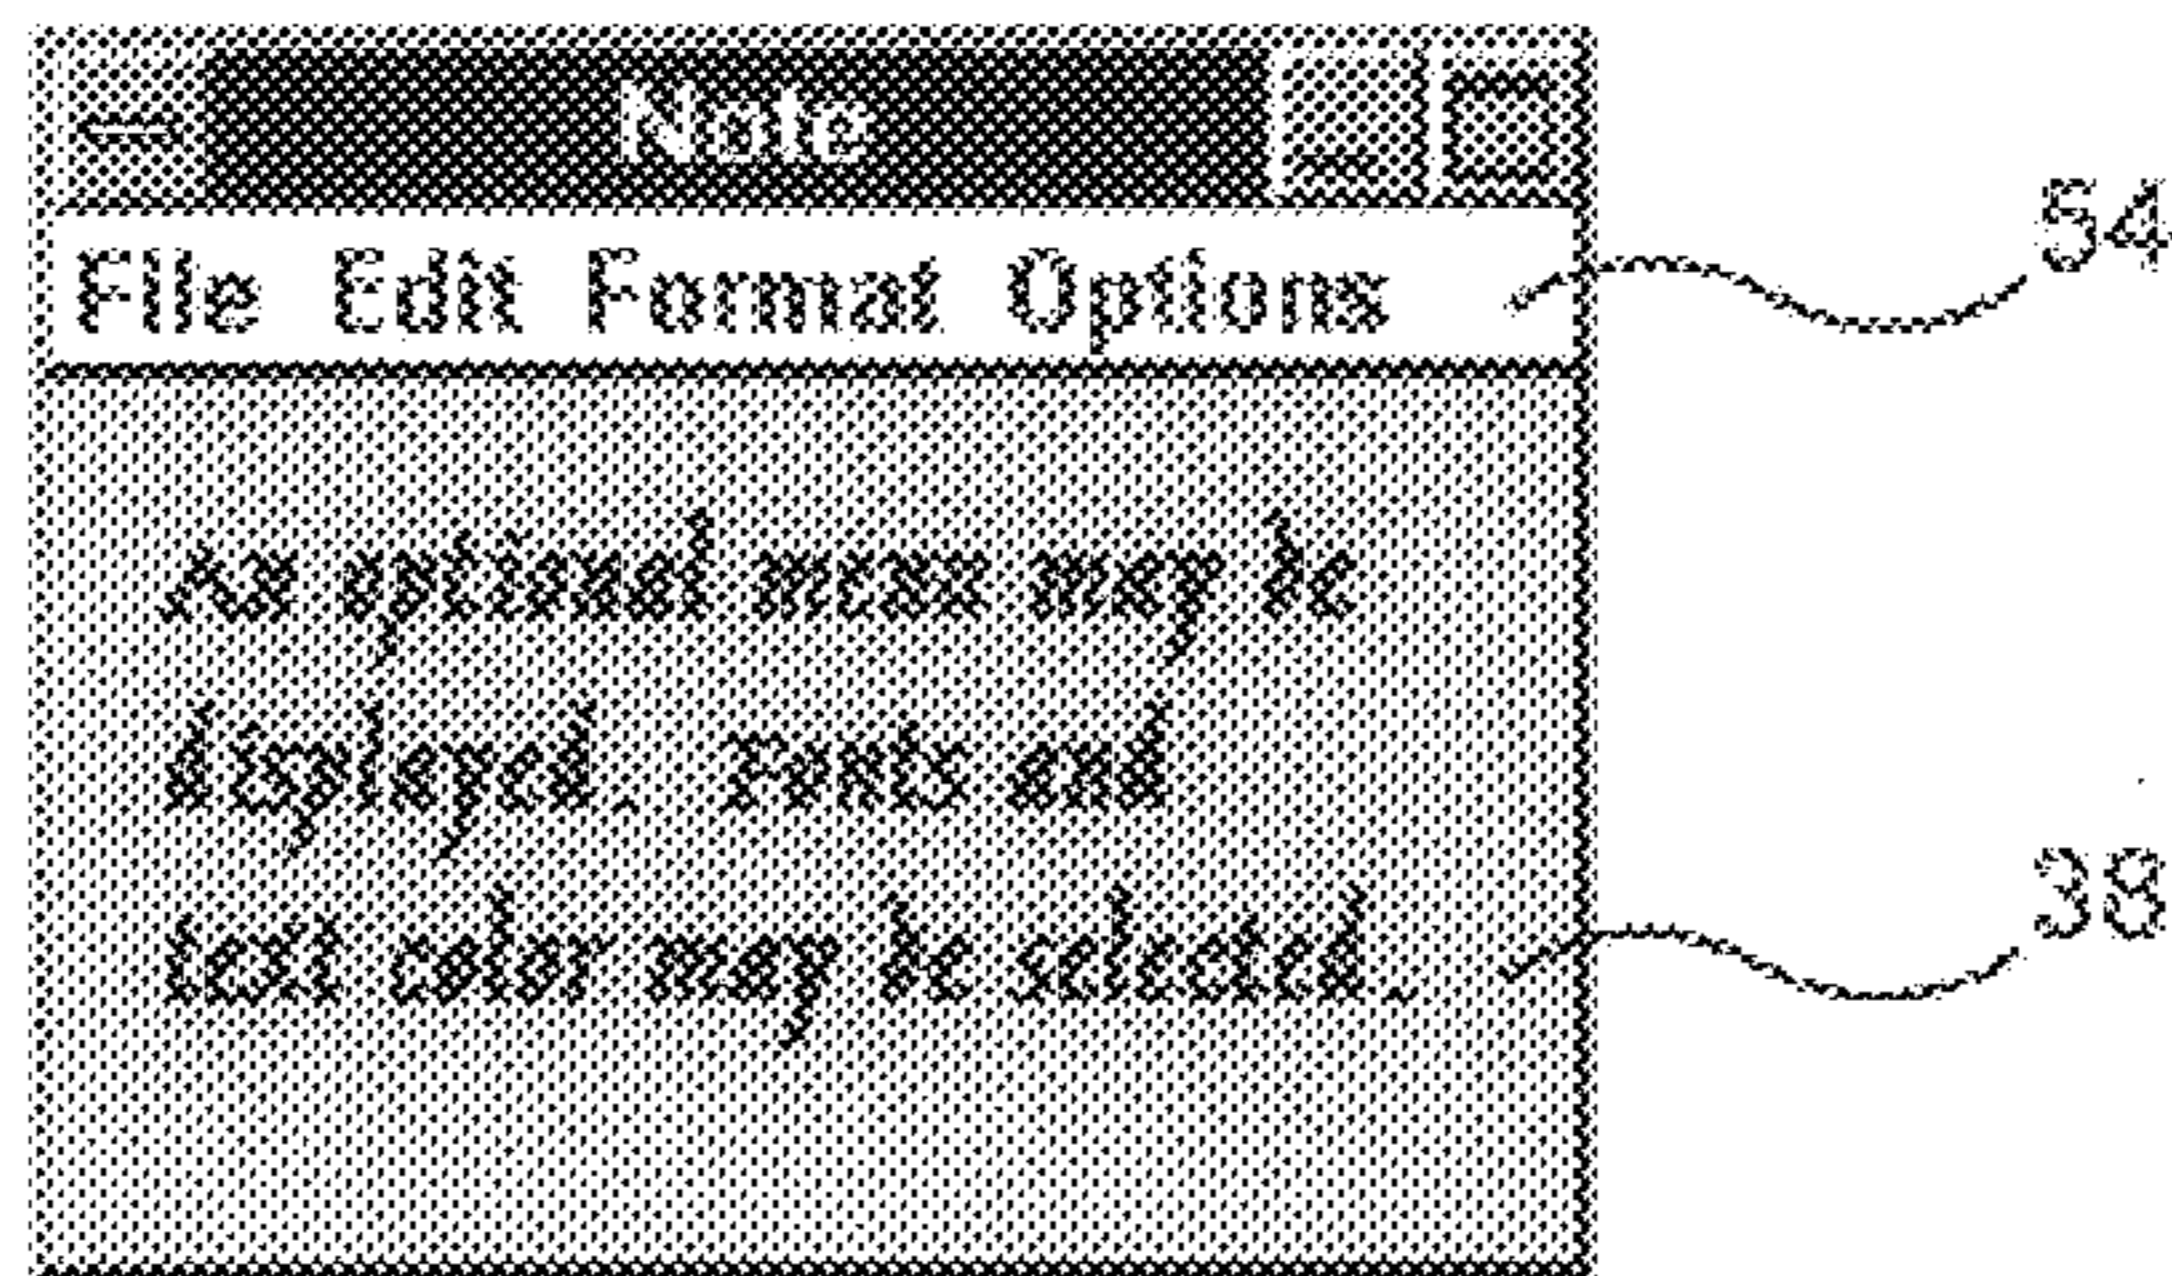 Note
File Edit Format Options
54
An optional menu may be
displayed. Fonts and
text color may be selected.
38